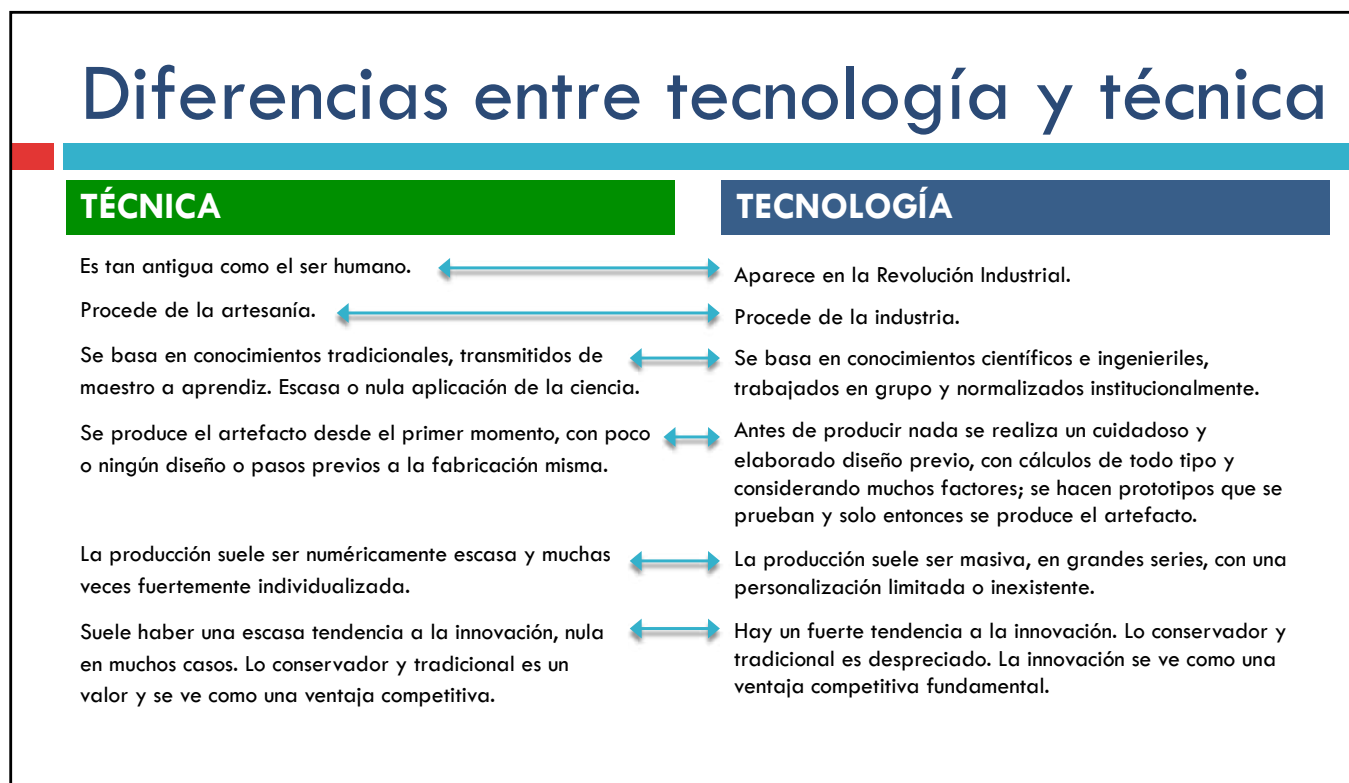 Diferencias entre tecnología y técnica
TÉCNICA
Es tan antigua como el ser humano.
Procede de la artesanía.
Se basa en conocimientos tradicionales, transmitidos de
maestro a aprendiz. Escasa o nula aplicación de la ciencia.
Se produce el artefacto desde el primer momento, con poco
o ningún diseño o pasos previos a la fabricación misma.
La producción suele ser numéricamente escasa y muchas
veces fuertemente individualizada.
Suele haber una escasa tendencia a la innovación, nula
en muchos casos. Lo conservador y tradicional es un
valor y se ve como una ventaja competitiva.
TECNOLOGÍA
Aparece en la Revolución Industrial.
Procede de la industria.
Se basa en conocimientos científicos e ingenieriles,
trabajados en grupo y normalizados institucionalmente.
Antes de producir nada se realiza un cuidadoso y
elaborado diseño previo, con cálculos de todo tipo y
considerando muchos factores; se hacen prototipos que se
prueban y solo entonces se produce el artefacto.
La producción suele ser masiva, en grandes series, con una
personalización limitada o inexistente.
Hay un fuerte tendencia a la innovación. Lo conservador y
tradicional es despreciado. La innovación se ve como una
ventaja competitiva fundamental.